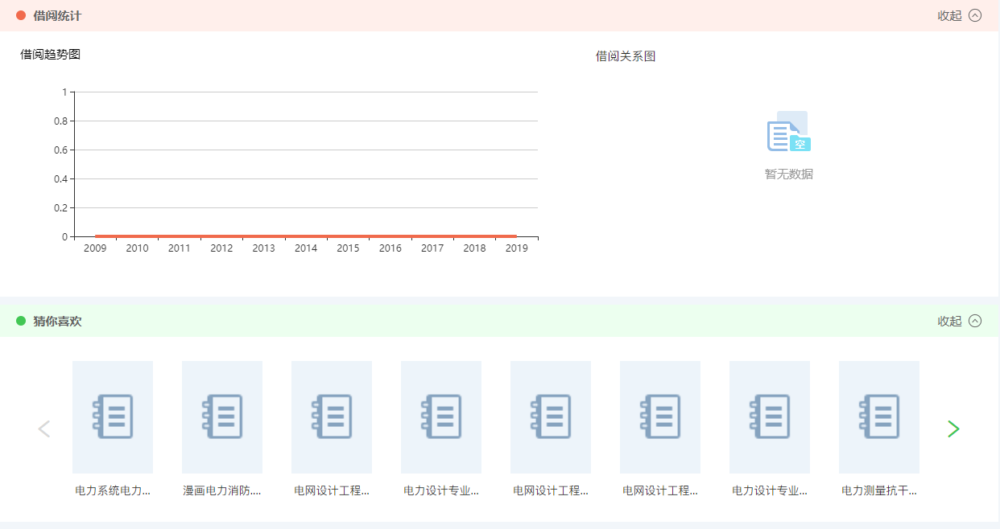 借阅统计
收起
借阅趋势图
借阅关系图
1
0.8
0.6
0.4
0.2
0
2009 2010 2011 2012 2013 2014 2015 2016 2017 2018 2019
空
暂无数据
猜你喜欢
收起
电力系统电力... 漫画电力消防.... 电网设计工程... 电力设计专业... 电网设计工程... 电网设计工程... 电力设计专业... 电力测量抗干...